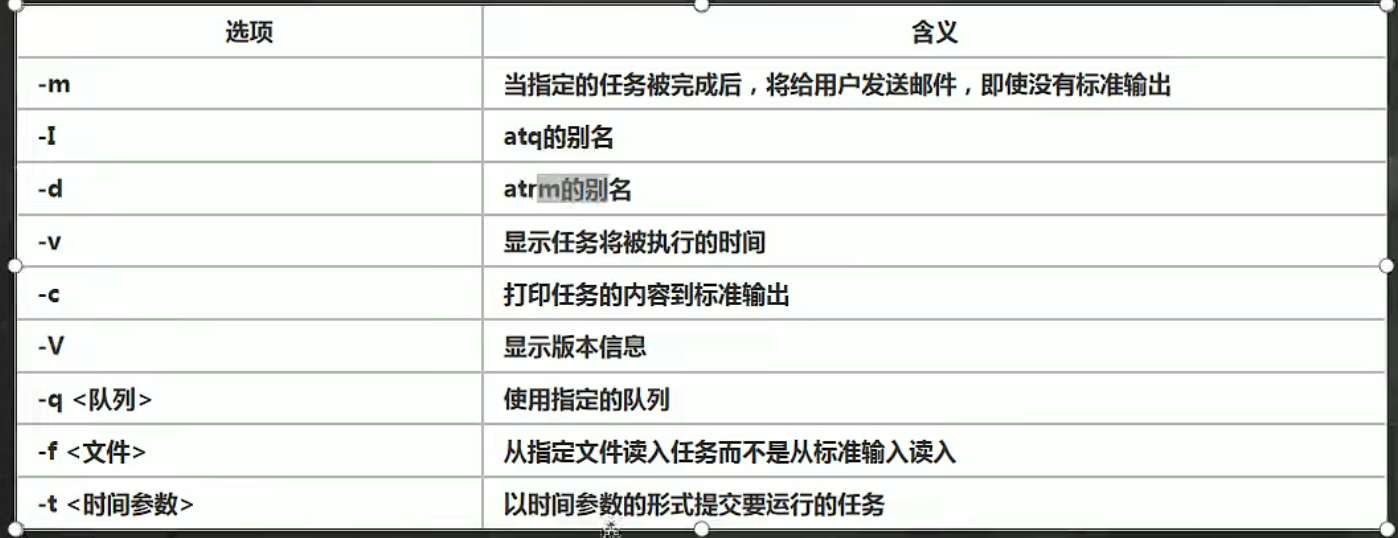 选项 含义
-m 当指定的任务被完成后，将给用户发送邮件，即使没有标准输出
-I atq的别名
-d atrm的别名
-v 显示任务将被执行的时间
-c 打印任务的内容到标准输出
-V 显示版本信息
-q <队列> 使用指定的队列
-f <文件> 从指定文件读入任务而不是从标准输入读入
-t <时间参数> 以时间参数的形式提交要运行的任务